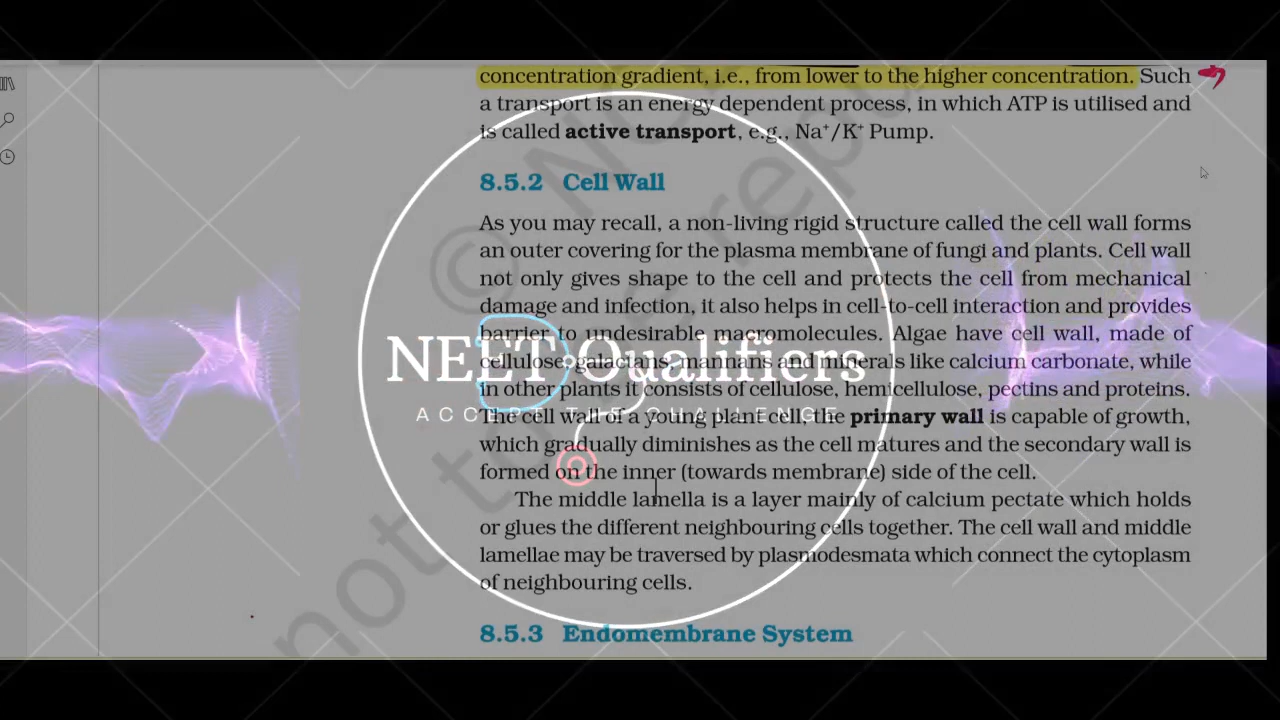 concentration gradient, i.e., from lower to the higher concentration. Such
a transport is an energy dependent process, in which ATP is utilised and
is called active transport, e.g., Na⁺/K⁺ Pump.
8.5.2 Cell Wall
As you may recall, a non-living rigid structure called the cell wall forms
an outer covering for the plasma membrane of fungi and plants. Cell wall
not only gives shape to the cell and protects the cell from mechanical
damage and infection, it also helps in cell-to-cell interaction and provides
barrier to undesirable macromolecules. Algae have cell wall, made of
cellulose, galactans, mannans and minerals like calcium carbonate, while
in other plants it consists of cellulose, hemicellulose, pectins and proteins.
The cell wall of a young plant cell, the primary wall is capable of growth,
which gradually diminishes as the cell matures and the secondary wall is
formed on the inner (towards membrane) side of the cell.
The middle lamella is a layer mainly of calcium pectate which holds
or glues the different neighbouring cells together. The cell wall and middle
lamellae may be traversed by plasmodesmata which connect the cytoplasm
of neighbouring cells.
8.5.3 Endomembrane System
NEET Qualifiers
ACCEPT THE CHALLENGE
© N
not to be repu